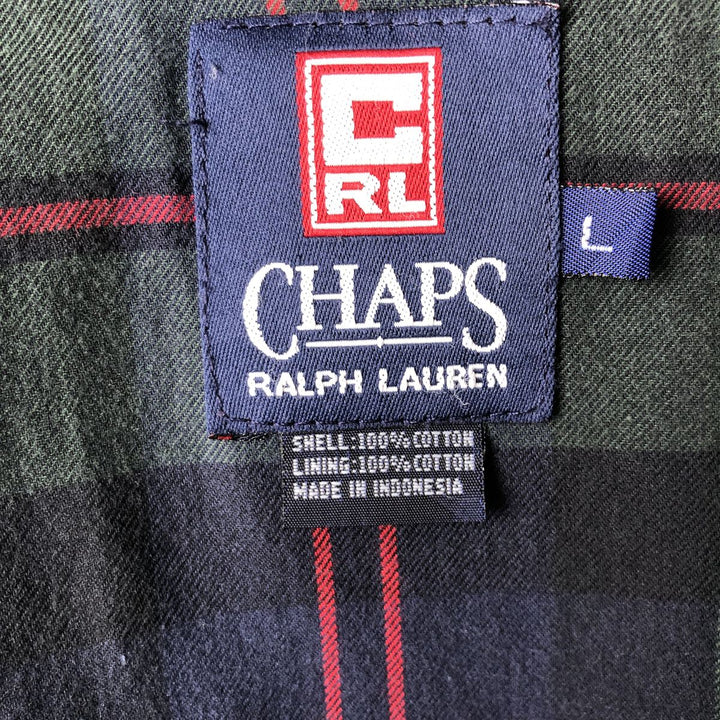 C
RL
L
CHAPS
RALPH LAUREN
SHELL:100% COTTON
LINING:100% COTTON
MADE IN INDONESIA